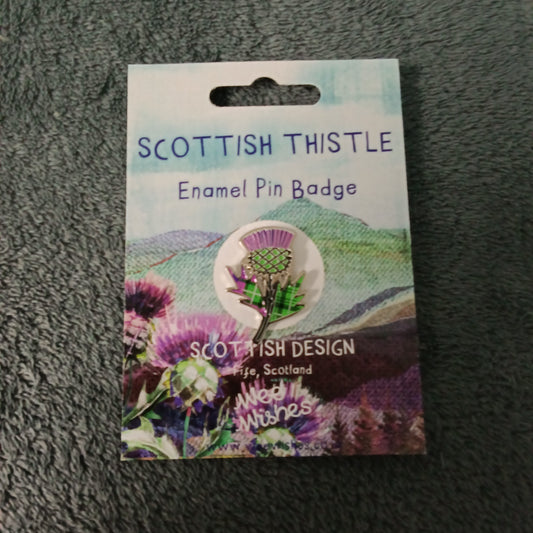 SCOTTISH THISTLE
Enamel Pin Badge
SCOTTISH DESIGN
Fife, Scotland
Wee
Wishes